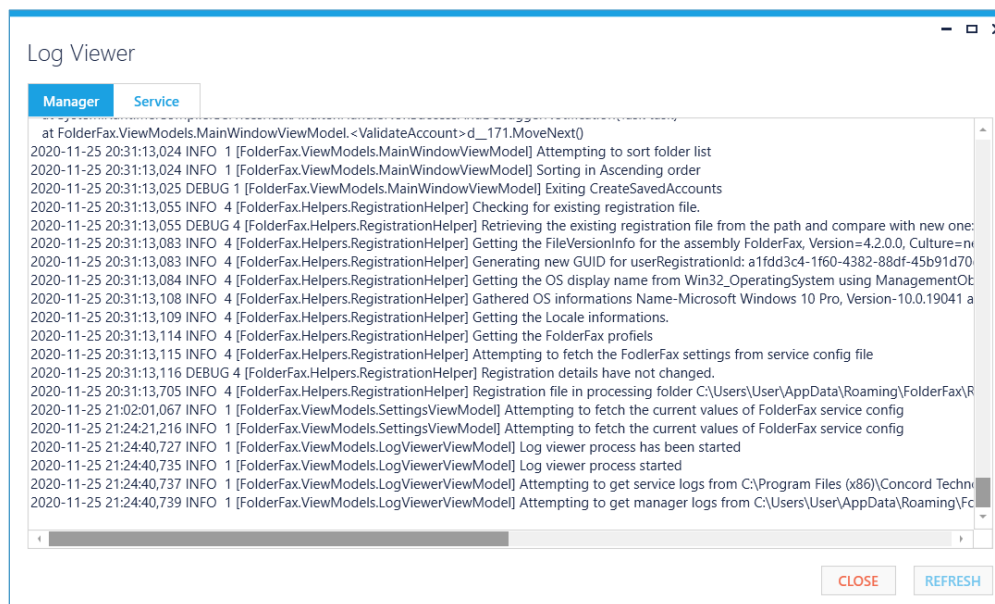 Log Viewer
Manager
Service
at FolderFax.ViewModels.MainWindowViewModel.<ValidateAccount>d__171.MoveNext()
2020-11-25 20:31:13,024 INFO 1 [FolderFax.ViewModels.MainWindowViewModel] Attempting to sort folder list
2020-11-25 20:31:13,024 INFO 1 [FolderFax.ViewModels.MainWindowViewModel] Sorting in Ascending order
2020-11-25 20:31:13,025 DEBUG 1 [FolderFax.ViewModels.MainWindowViewModel] Exiting CreateSavedAccounts
2020-11-25 20:31:13,055 INFO 4 [FolderFax.Helpers.RegistrationHelper] Checking for existing registration file.
2020-11-25 20:31:13,055 DEBUG 4 [FolderFax.Helpers.RegistrationHelper] Retrieving the existing registration file from the path and compare with new one:
2020-11-25 20:31:13,083 INFO 4 [FolderFax.Helpers.RegistrationHelper] Getting the FileVersionInfo for the assembly FolderFax, Version=4.2.0.0, Culture=ne
2020-11-25 20:31:13,083 INFO 4 [FolderFax.Helpers.RegistrationHelper] Generating new GUID for userRegistrationId: a1fdd3c4-1f60-4382-88df-45b91d70
2020-11-25 20:31:13,084 INFO 4 [FolderFax.Helpers.RegistrationHelper] Getting the OS display name from Win32_OperatingSystem using ManagementOb
2020-11-25 20:31:13,108 INFO 4 [FolderFax.Helpers.RegistrationHelper] Gathered OS informations Name-Microsoft Windows 10 Pro, Version-10.0.19041 a
2020-11-25 20:31:13,109 INFO 4 [FolderFax.Helpers.RegistrationHelper] Getting the Locale informations.
2020-11-25 20:31:13,114 INFO 4 [FolderFax.Helpers.RegistrationHelper] Getting the FolderFax profiels
2020-11-25 20:31:13,115 INFO 4 [FolderFax.Helpers.RegistrationHelper] Attempting to fetch the FodlerFax settings from service config file
2020-11-25 20:31:13,116 DEBUG 4 [FolderFax.Helpers.RegistrationHelper] Registration details have not changed.
2020-11-25 20:31:13,705 INFO 4 [FolderFax.Helpers.RegistrationHelper] Registration file in processing folder C:\Users\User\AppData\Roaming\FolderFax\R
2020-11-25 21:02:01,067 INFO 1 [FolderFax.ViewModels.SettingsViewModel] Attempting to fetch the current values of FolderFax service config
2020-11-25 21:24:21,216 INFO 1 [FolderFax.ViewModels.SettingsViewModel] Attempting to fetch the current values of FolderFax service config
2020-11-25 21:24:40,727 INFO 1 [FolderFax.ViewModels.LogViewerViewModel] Log viewer process has been started
2020-11-25 21:24:40,735 INFO 1 [FolderFax.ViewModels.LogViewerViewModel] Log viewer process started
2020-11-25 21:24:40,737 INFO 1 [FolderFax.ViewModels.LogViewerViewModel] Attempting to get service logs from C:\Program Files (x86)\Concord Techn
2020-11-25 21:24:40,739 INFO 1 [FolderFax.ViewModels.LogViewerViewModel] Attempting to get manager logs from C:\Users\User\AppData\Roaming\Fo
CLOSE
REFRESH